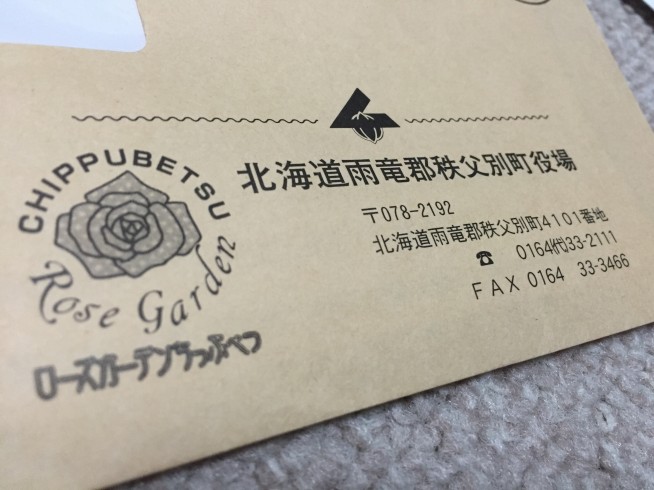 CHIPPUBETSU
Rose Garden
ローズガーデンちっぷべつ
北海道雨竜郡秩父別町役場
〒078-2192
北海道雨竜郡秩父別町4101番地
☎ 0164㈹33-2111
FAX 0164 33-3466